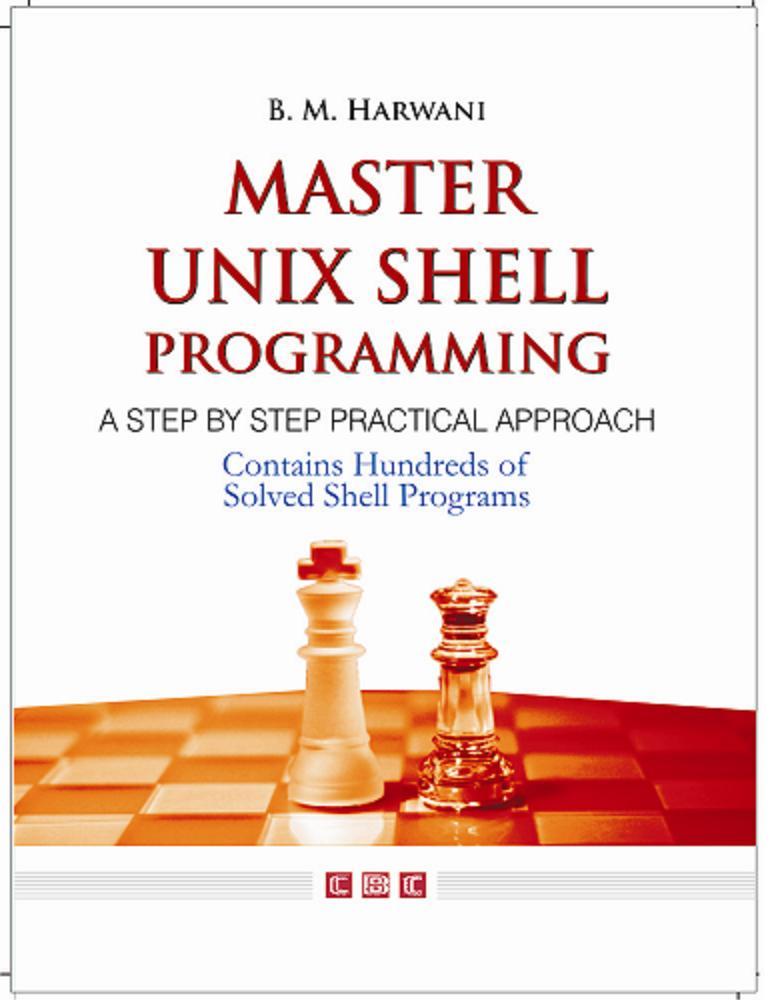 B. M. HARWANI
MASTER
UNIX SHELL
PROGRAMMING
A STEP BY STEP PRACTICAL APPROACH
Contains Hundreds of
Solved Shell Programs
CBC